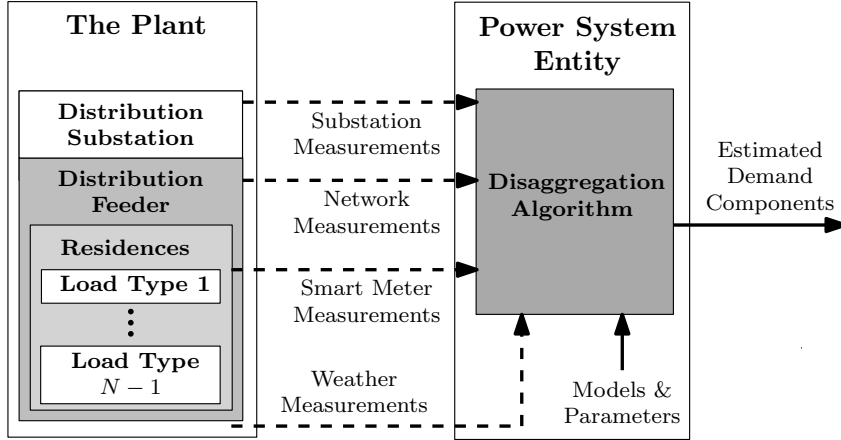 The Plant
Distribution
Substation
Distribution
Feeder
Residences
Load Type 1
Load Type
N − 1
Substation
Measurements
Network
Measurements
Smart Meter
Measurements
Weather
Measurements
Power System
Entity
Disaggregation
Algorithm
Models &
Parameters
Estimated
Demand
Components